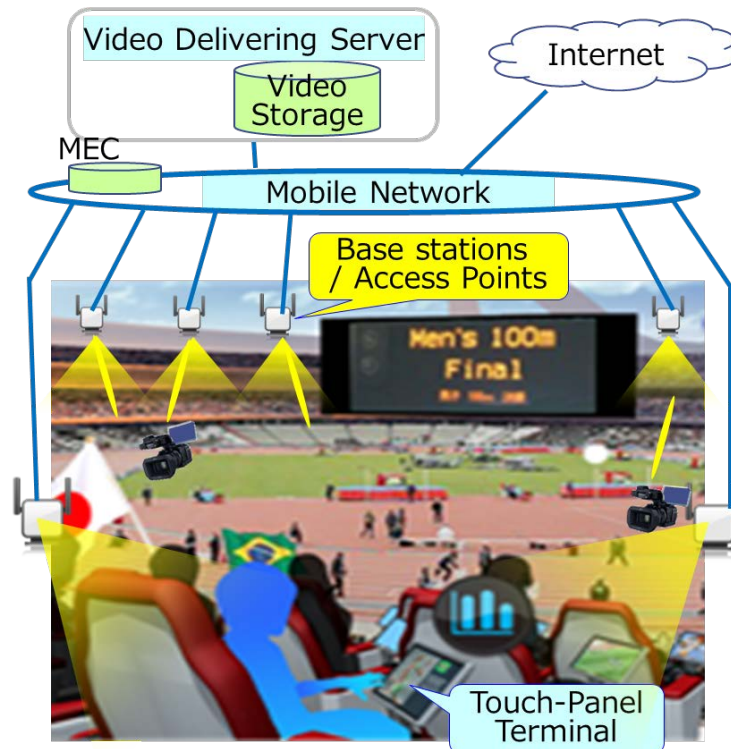 Video Delivering Server
Video
Storage
Internet
MEC
Mobile Network
Base stations
/ Access Points
Men's 100m
Final
Touch-Panel
Terminal